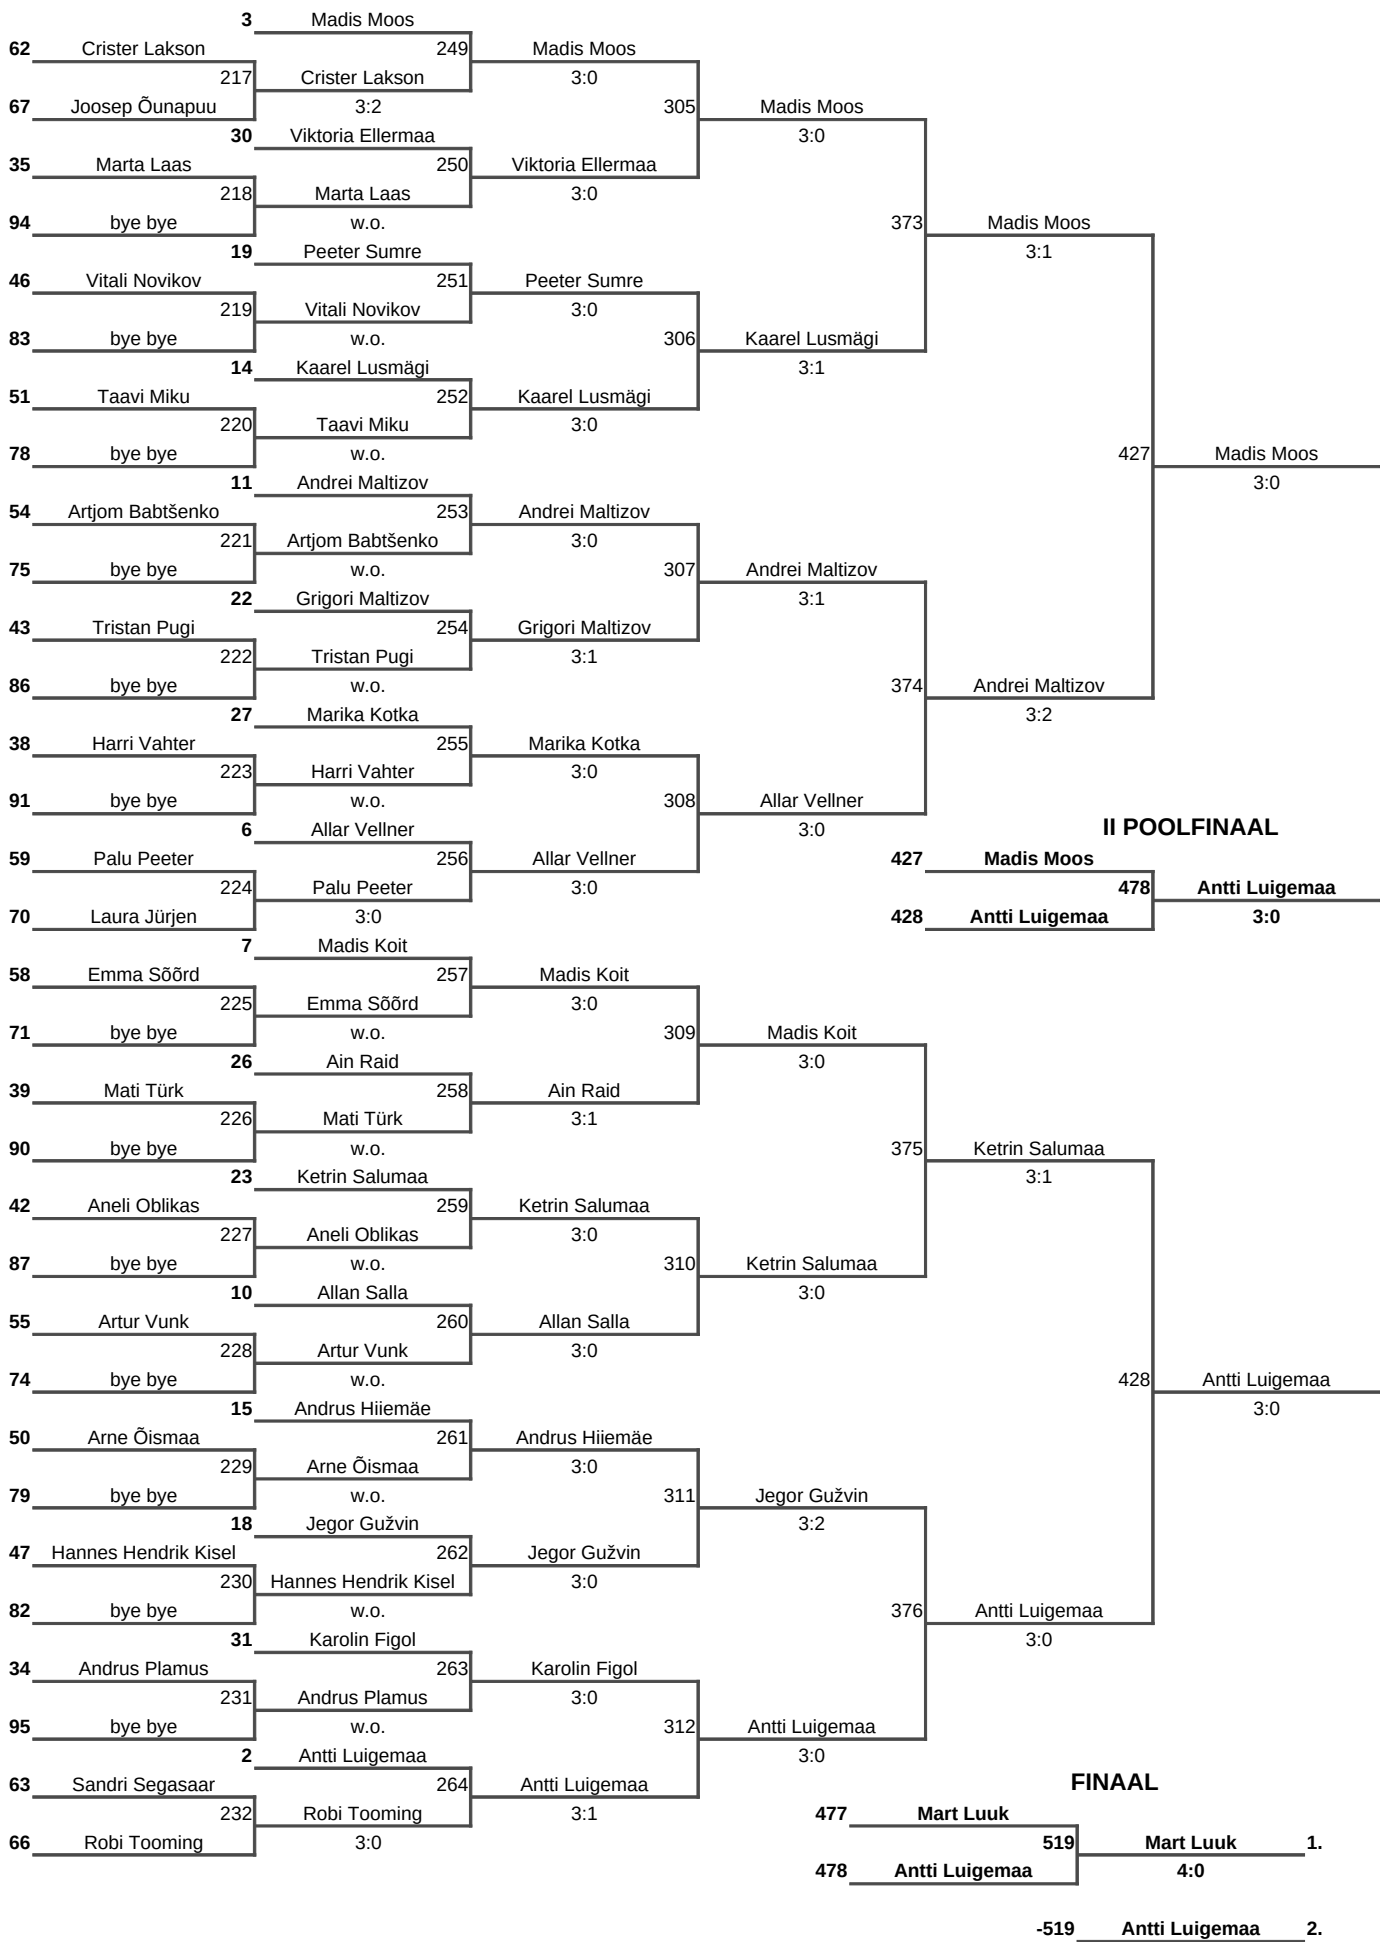 3 Madis Moos
62 Crister Lakson 249 Madis Moos
217 Crister Lakson 3:0
67 Joosep Õunapuu 3:2 305 Madis Moos
30 Viktoria Ellermaa 3:0
35 Marta Laas 250 Viktoria Ellermaa
218 Marta Laas 3:0
94 bye bye w.o. 373 Madis Moos
19 Peeter Sumre 3:1
46 Vitali Novikov 251 Peeter Sumre
219 Vitali Novikov 3:0
83 bye bye w.o. 306 Kaarel Lusmägi
14 Kaarel Lusmägi 3:1
51 Taavi Miku 252 Kaarel Lusmägi
220 Taavi Miku 3:0
78 bye bye w.o. 427 Madis Moos
11 Andrei Maltizov 3:0
54 Artjom Babtšenko 253 Andrei Maltizov
221 Artjom Babtšenko 3:0
75 bye bye w.o. 307 Andrei Maltizov
22 Grigori Maltizov 3:1
43 Tristan Pugi 254 Grigori Maltizov
222 Tristan Pugi 3:1
86 bye bye w.o. 374 Andrei Maltizov
27 Marika Kotka 3:2
38 Harri Vahter 255 Marika Kotka
223 Harri Vahter 3:0
91 bye bye w.o. 308 Allar Vellner
6 Allar Vellner 3:0 II POOLFINAAL
59 Palu Peeter 256 Allar Vellner 427 Madis Moos
224 Palu Peeter 3:0 478 Antti Luigemaa
70 Laura Jürjen 3:0 428 Antti Luigemaa 3:0
7 Madis Koit
58 Emma Sõõrd 257 Madis Koit
225 Emma Sõõrd 3:0
71 bye bye w.o. 309 Madis Koit
26 Ain Raid 3:0
39 Mati Türk 258 Ain Raid
226 Mati Türk 3:1
90 bye bye w.o. 375 Ketrin Salumaa
23 Ketrin Salumaa 3:1
42 Aneli Oblikas 259 Ketrin Salumaa
227 Aneli Oblikas 3:0
87 bye bye w.o. 310 Ketrin Salumaa
10 Allan Salla 3:0
55 Artur Vunk 260 Allan Salla
228 Artur Vunk 3:0
74 bye bye w.o. 428 Antti Luigemaa
15 Andrus Hiiemäe 3:0
50 Arne Õismaa 261 Andrus Hiiemäe
229 Arne Õismaa 3:0
79 bye bye w.o. 311 Jegor Gužvin
18 Jegor Gužvin 3:2
47 Hannes Hendrik Kisel 262 Jegor Gužvin
230 Hannes Hendrik Kisel 3:0
82 bye bye w.o. 376 Antti Luigemaa
31 Karolin Figol 3:0
34 Andrus Plamus 263 Karolin Figol
231 Andrus Plamus 3:0
95 bye bye w.o. 312 Antti Luigemaa
2 Antti Luigemaa 3:0
63 Sandri Segasaar 264 Antti Luigemaa FINAAL
232 Robi Tooming 3:1 477 Mart Luuk
66 Robi Tooming 3:0 519 Mart Luuk 1.
478 Antti Luigemaa 4:0
-519 Antti Luigemaa 2.